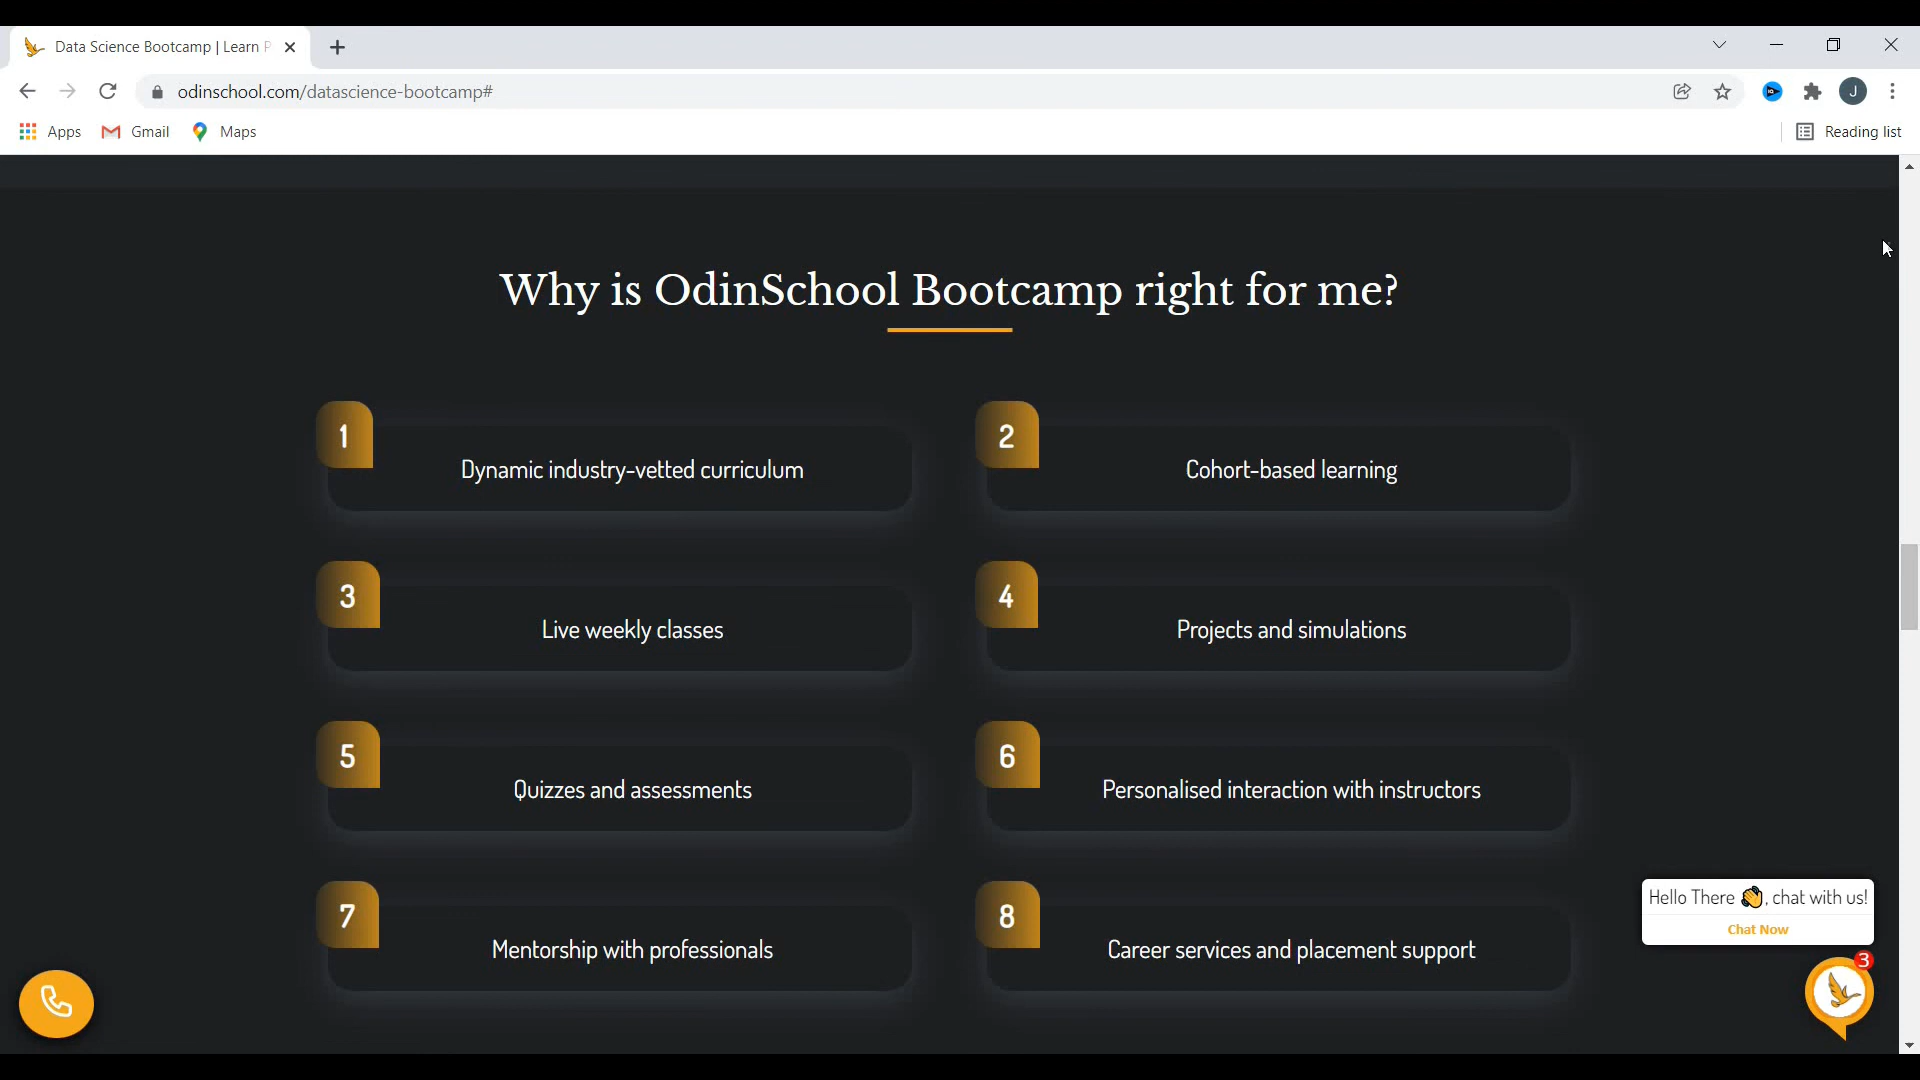 Data Science Bootcamp | Learn P
odinschool.com/datascience-bootcamp#
J
Apps
Gmail
Maps
Reading list
Why is OdinSchool Bootcamp right for me?
1
Dynamic industry-vetted curriculum
2
Cohort-based learning
3
Live weekly classes
4
Projects and simulations
5
Quizzes and assessments
6
Personalised interaction with instructors
7
Mentorship with professionals
8
Career services and placement support
Hello There 👋, chat with us!
Chat Now
3